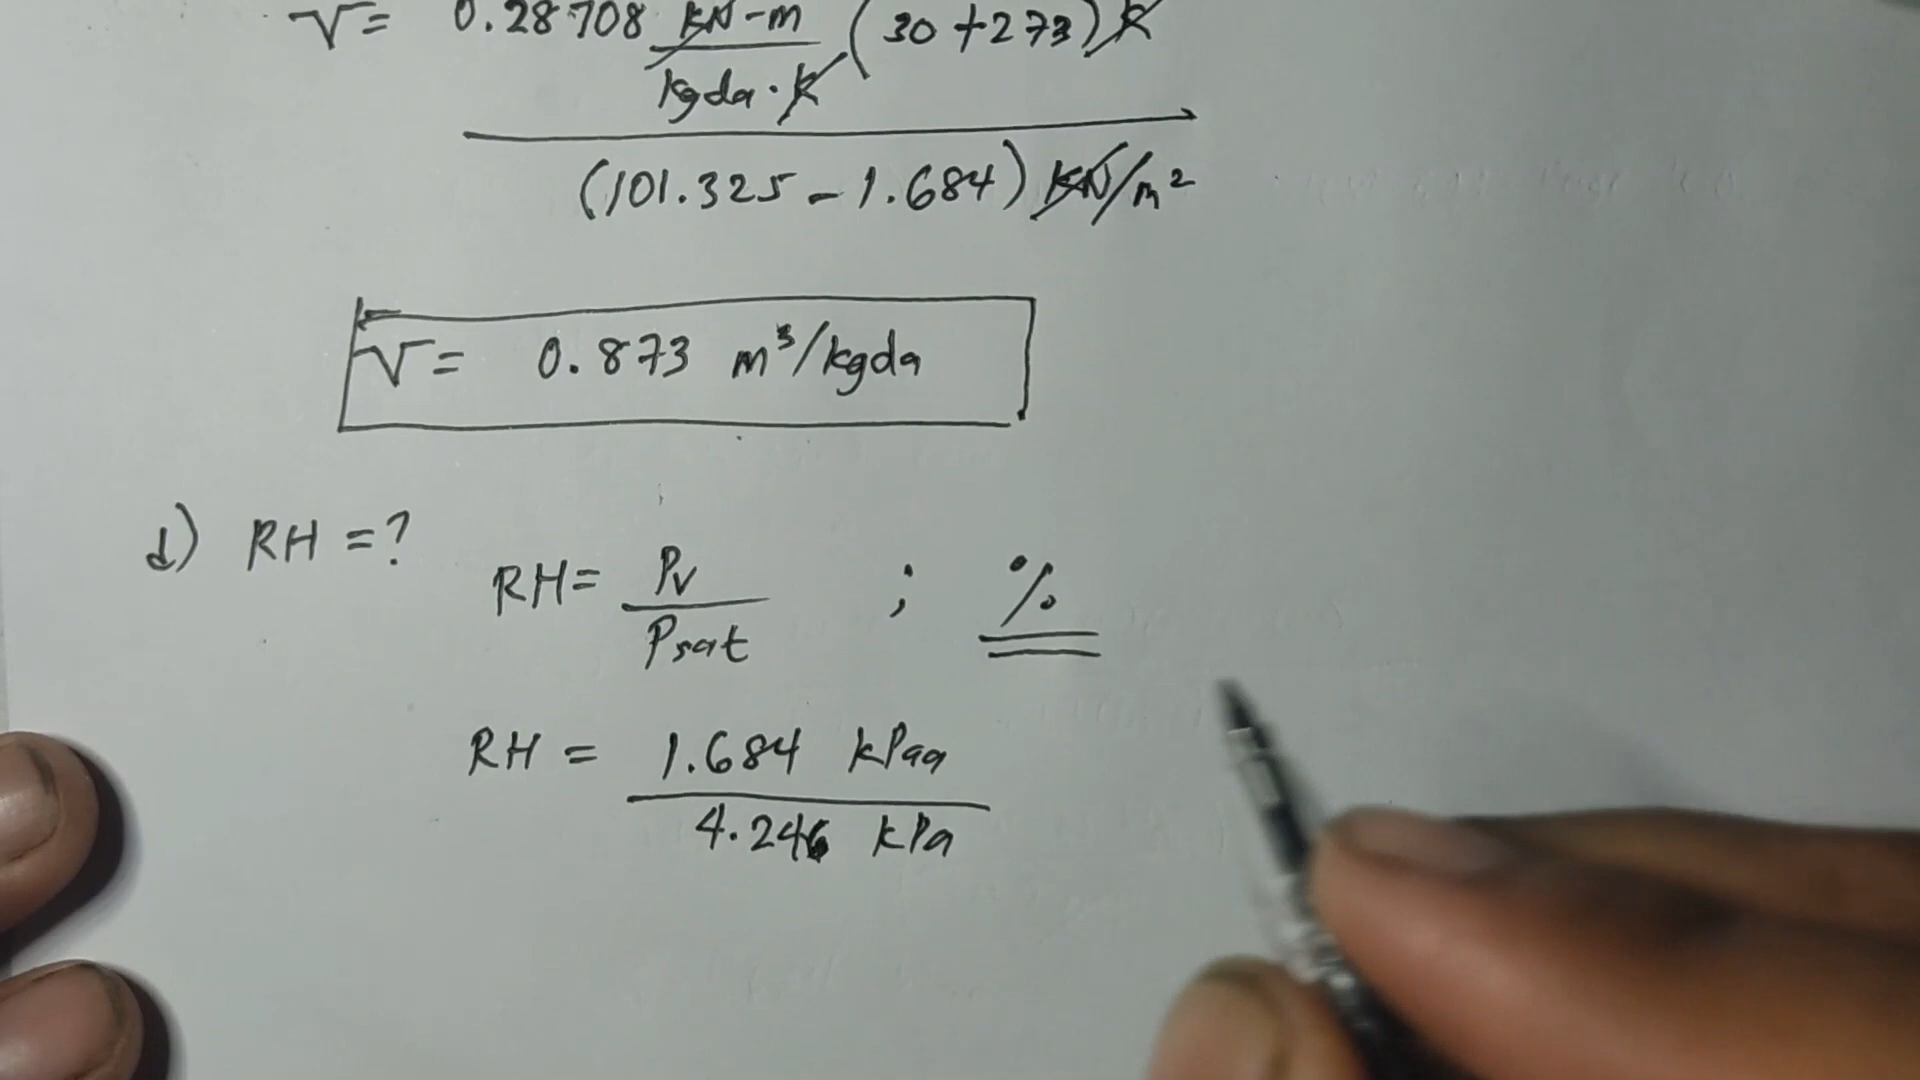 V = 0.28708 kN-m (30+273) K
kgda·K
(101.325 - 1.684) kN/m²
V = 0.873 m³/kgda
d) RH = ?
RH = Pv ; %
Psat
RH = 1.684 kPaa
4.246 kPa